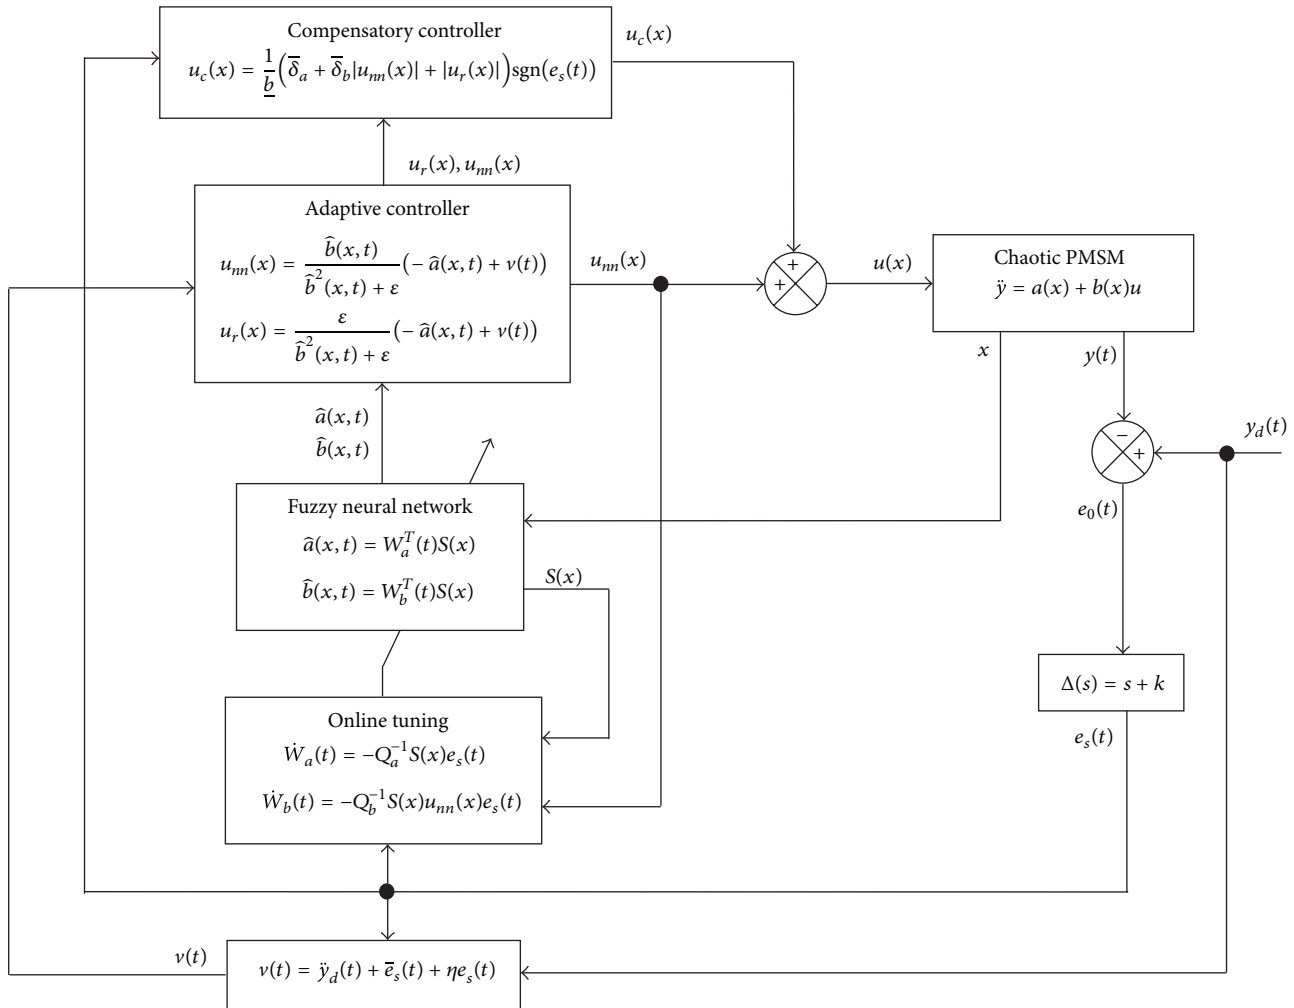 Compensatory controller
u_c(x) = 1/b̲ (δ̅_a + δ̅_b|u_nn(x)| + |u_r(x)|)sgn(e_s(t))
u_c(x)
u_r(x), u_nn(x)
Adaptive controller
u_nn(x) = b̂(x, t)/(b̂²(x, t) + ε) (− â(x, t) + v(t))
u_r(x) = ε/(b̂²(x, t) + ε) (− â(x, t) + v(t))
u_nn(x)
+
+
u(x)
Chaotic PMSM
ÿ = a(x) + b(x)u
x
y(t)
−
+
y_d(t)
â(x, t)
b̂(x, t)
Fuzzy neural network
â(x, t) = W_a^T(t)S(x)
b̂(x, t) = W_b^T(t)S(x)
S(x)
e_0(t)
Δ(s) = s + k
e_s(t)
Online tuning
Ẇ_a(t) = −Q_a^{−1}S(x)e_s(t)
Ẇ_b(t) = −Q_b^{−1}S(x)u_nn(x)e_s(t)
v(t)
v(t) = ÿ_d(t) + e̅_s(t) + ηe_s(t)